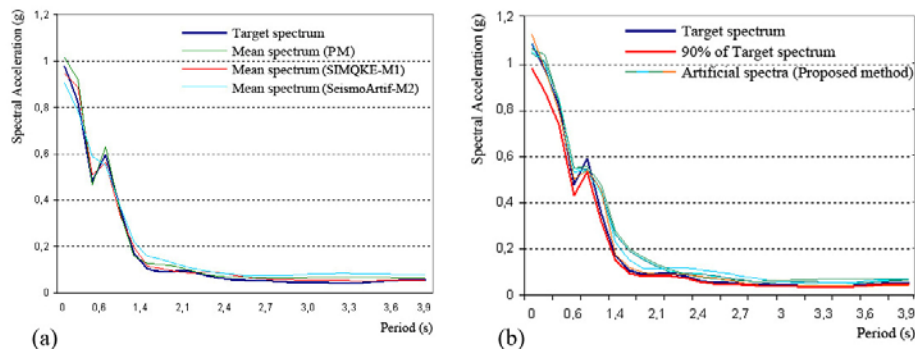 Spectral Acceleration (g)
1,2
1
0,8
0,6
0,4
0,2
0
Target spectrum
Mean spectrum (PM)
Mean spectrum (SIMQKE-M1)
Mean spectrum (SeismoArtif-M2)
0 0,6 1,4 2,1 2,4 2,7 3,0 3,3 3,6 3,9
Period (s)
(a)
Spectral Acceleration (g)
1,2
1
0,8
0,6
0,4
0,2
0
Target spectrum
90% of Target spectrum
Artificial spectra (Proposed method)
0 0,6 1,4 2,1 2,4 2,7 3 3,3 3,6 3,9
Period (s)
(b)